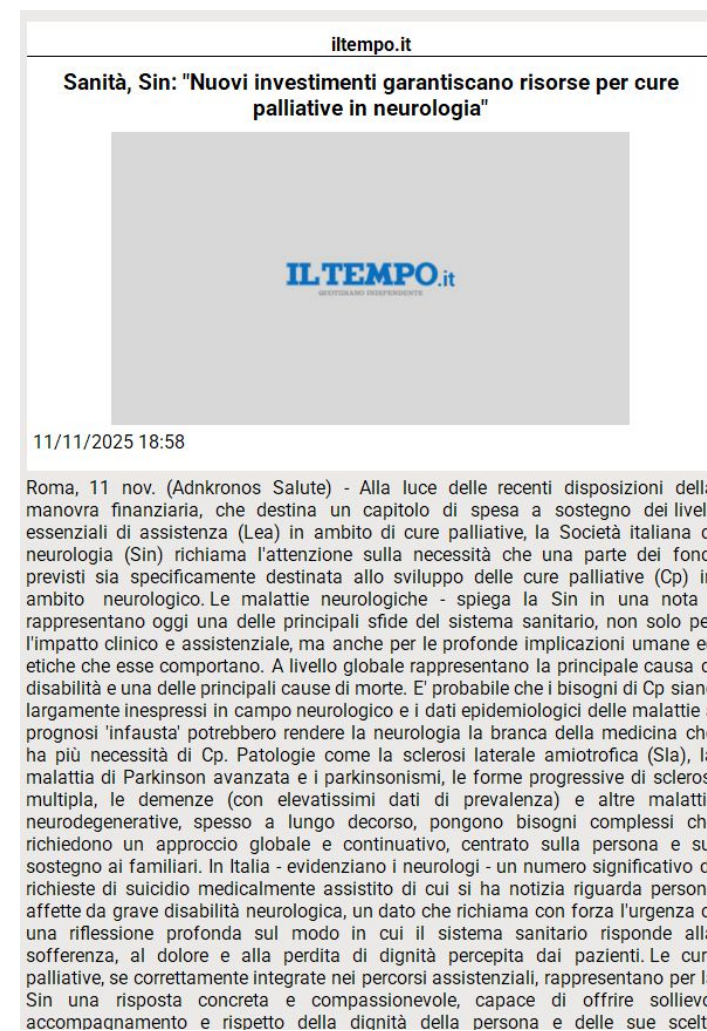 iltempo.it
Sanità, Sin: "Nuovi investimenti garantiscano risorse per cure
palliative in neurologia"
IL TEMPO.it
QUOTIDIANO INDIPENDENTE
11/11/2025 18:58
Roma, 11 nov. (Adnkronos Salute) - Alla luce delle recenti disposizioni della
manovra finanziaria, che destina un capitolo di spesa a sostegno dei livel
essenziali di assistenza (Lea) in ambito di cure palliative, la Società italiana d
neurologia (Sin) richiama l'attenzione sulla necessità che una parte dei fond
previsti sia specificamente destinata allo sviluppo delle cure palliative (Cp) in
ambito neurologico. Le malattie neurologiche - spiega la Sin in una nota
rappresentano oggi una delle principali sfide del sistema sanitario, non solo pe
l'impatto clinico e assistenziale, ma anche per le profonde implicazioni umane e
etiche che esse comportano. A livello globale rappresentano la principale causa d
disabilità e una delle principali cause di morte. E' probabile che i bisogni di Cp sian
largamente inespressi in campo neurologico e i dati epidemiologici delle malattie
prognosi 'infausta' potrebbero rendere la neurologia la branca della medicina che
ha più necessità di Cp. Patologie come la sclerosi laterale amiotrofica (Sla), la
malattia di Parkinson avanzata e i parkinsonismi, le forme progressive di scleros
multipla, le demenze (con elevatissimi dati di prevalenza) e altre malatti
neurodegenerative, spesso a lungo decorso, pongono bisogni complessi ch
richiedono un approccio globale e continuativo, centrato sulla persona e su
sostegno ai familiari. In Italia - evidenziano i neurologi - un numero significativo d
richieste di suicidio medicalmente assistito di cui si ha notizia riguarda person
affette da grave disabilità neurologica, un dato che richiama con forza l'urgenza d
una riflessione profonda sul modo in cui il sistema sanitario risponde alla
sofferenza, al dolore e alla perdita di dignità percepita dai pazienti. Le cur
palliative, se correttamente integrate nei percorsi assistenziali, rappresentano per l
Sin una risposta concreta e compassionevole, capace di offrire sollievo
accompagnamento e rispetto della dignità della persona e delle sue scelt